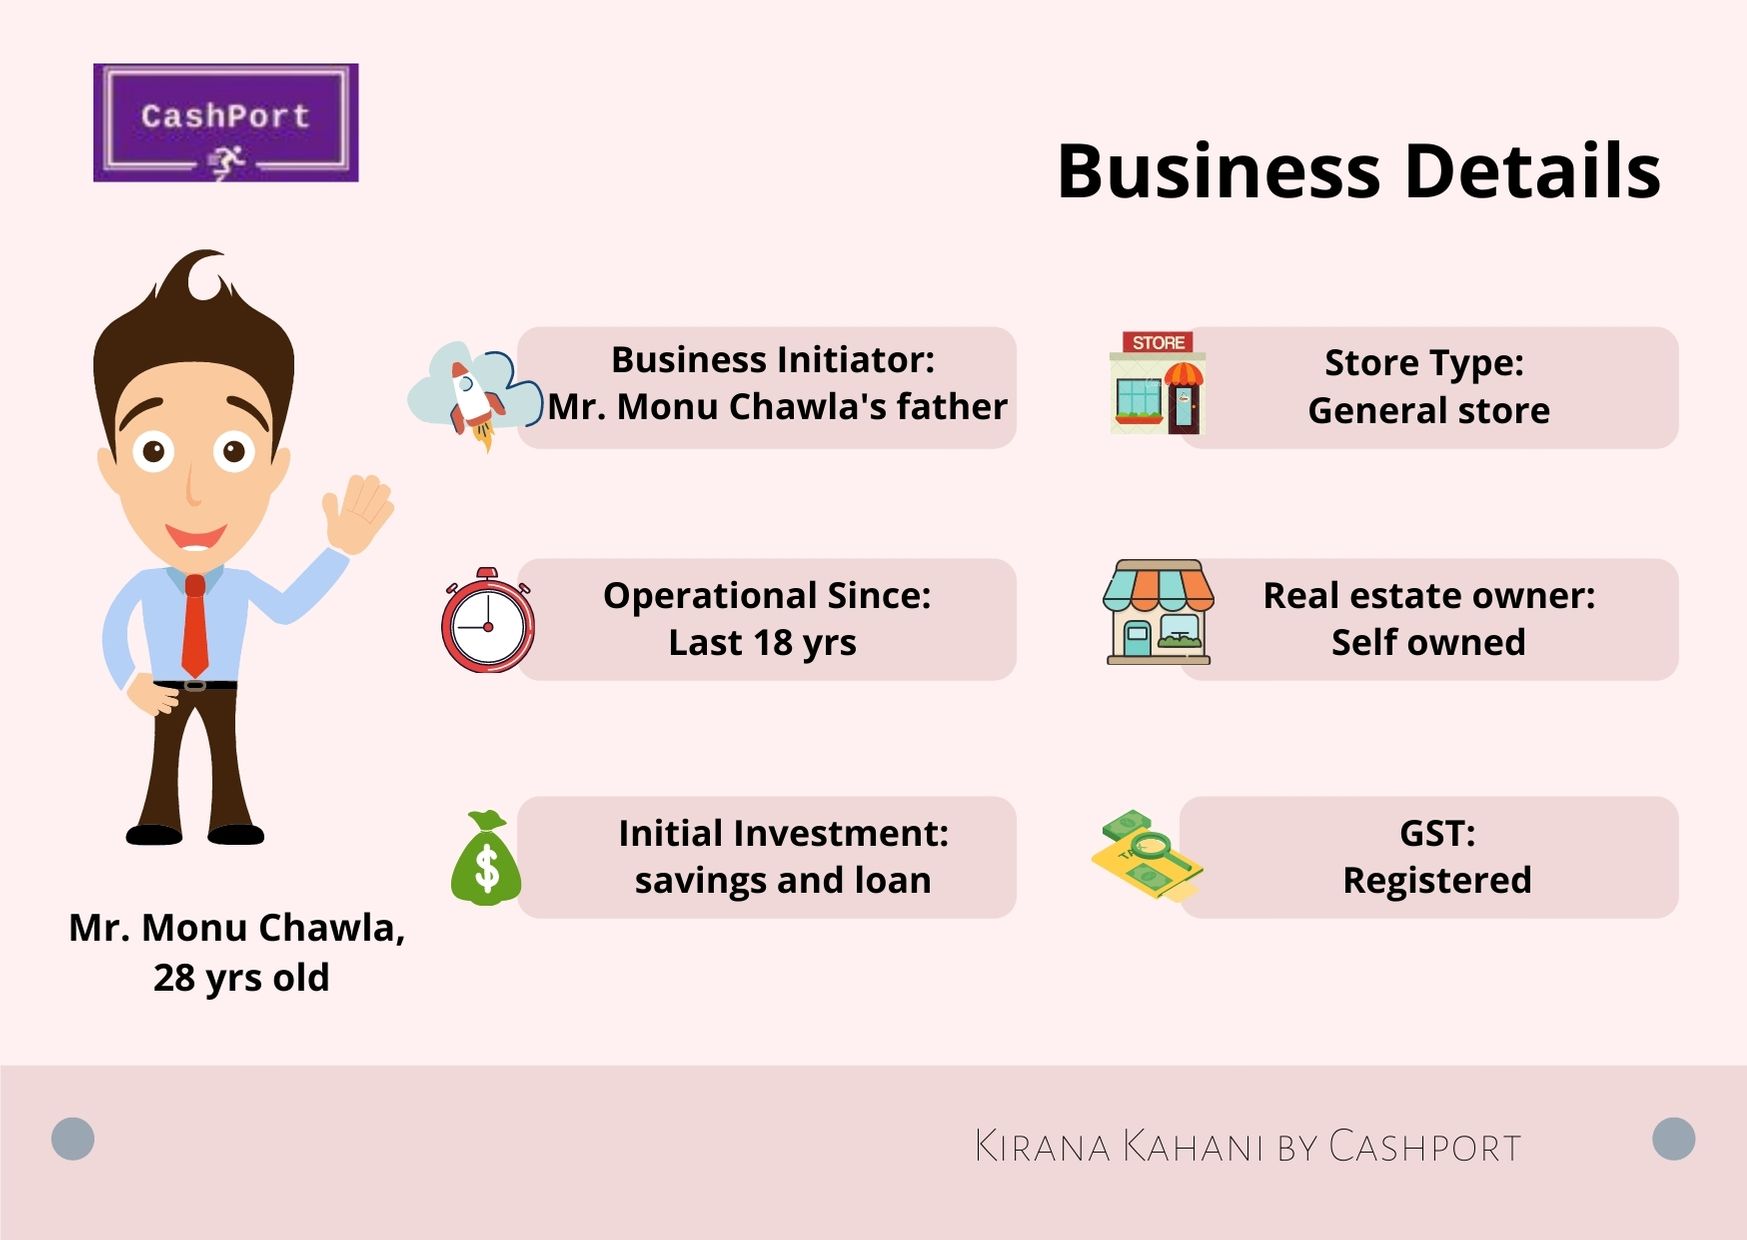 CashPort
Business Details
Business Initiator:
Mr. Monu Chawla's father
STORE
Store Type:
General store
Operational Since:
Last 18 yrs
Real estate owner:
Self owned
Initial Investment:
savings and loan
GST:
Registered
Mr. Monu Chawla,
28 yrs old
Kirana Kahani by Cashport